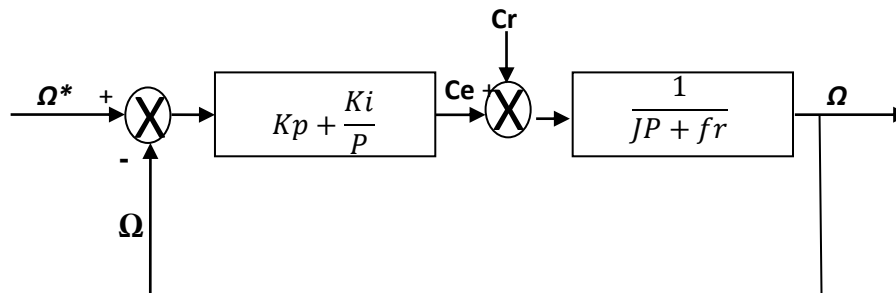 Cr
Ω* +
X
-
Kp + Ki/P
Ce +
X
1/(JP + fr)
Ω
Ω